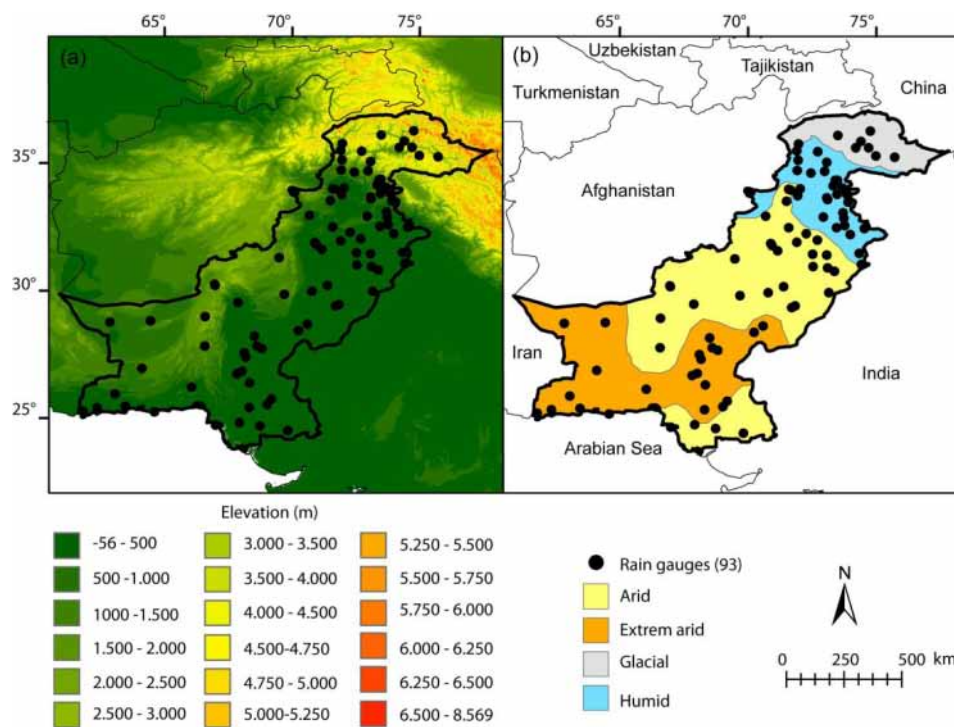 65° 70° 75° 65° 70° 75°
(a)
(b)
Uzbekistan
Tajikistan
China
Turkmenistan
35°
Afghanistan
30°
Iran
India
25°
Arabian Sea
Elevation (m)
-56 - 500
500 -1.000
1000 -1.500
1.500 - 2.000
2.000 - 2.500
2.500 - 3.000
3.000 - 3.500
3.500 - 4.000
4.000 - 4.500
4.500-4.750
4.750 - 5.000
5.000-5.250
5.250 - 5.500
5.500 - 5.750
5.750 - 6.000
6.000 - 6.250
6.250 - 6.500
6.500 - 8.569
Rain gauges (93)
Arid
Extrem arid
Glacial
Humid
N
0 250 500 km